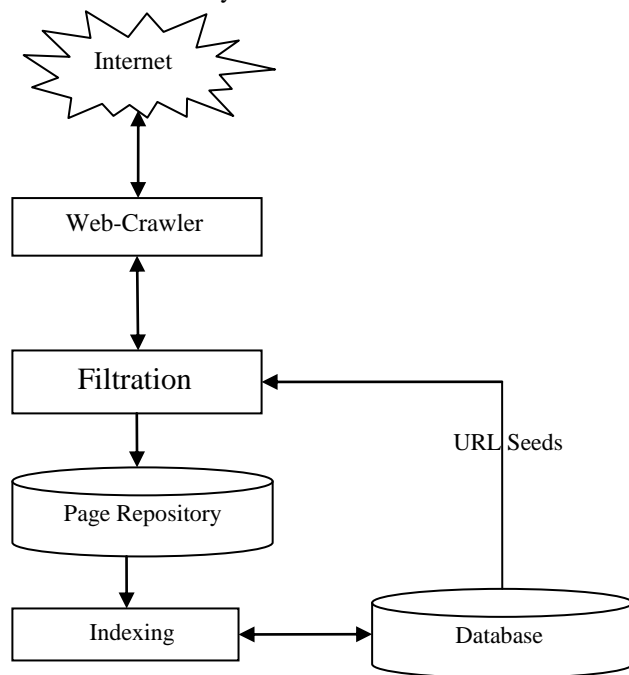 Internet
Web-Crawler
Filtration
URL Seeds
Page Repository
Indexing
Database